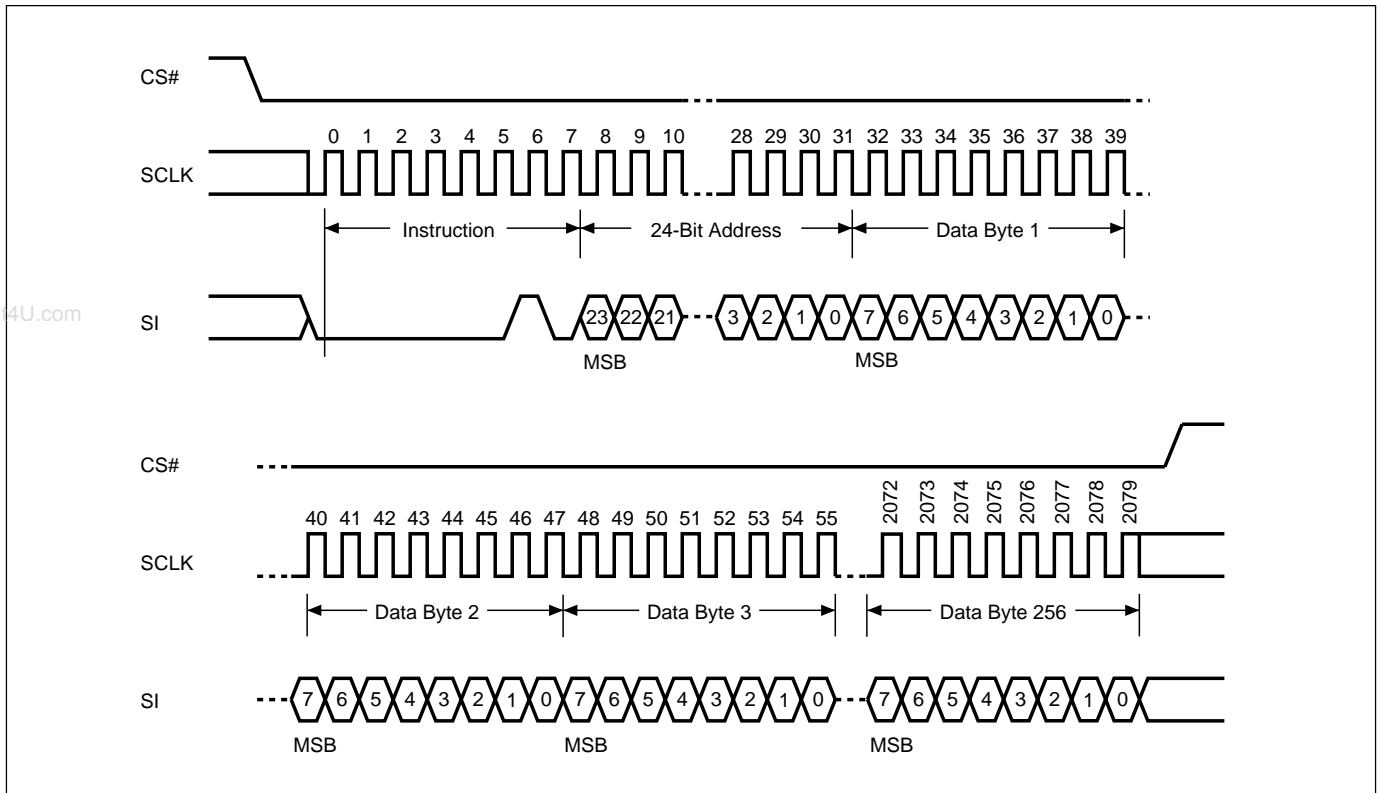 CS#
0 1 2 3 4 5 6 7 8 9 10 28 29 30 31 32 33 34 35 36 37 38 39
SCLK
Instruction 24-Bit Address Data Byte 1
t4U.com
SI 23 22 21 3 2 1 0 7 6 5 4 3 2 1 0
MSB MSB
CS#
40 41 42 43 44 45 46 47 48 49 50 51 52 53 54 55 2072 2073 2074 2075 2076 2077 2078 2079
SCLK
Data Byte 2 Data Byte 3 Data Byte 256
SI 7 6 5 4 3 2 1 0 7 6 5 4 3 2 1 0 7 6 5 4 3 2 1 0
MSB MSB MSB